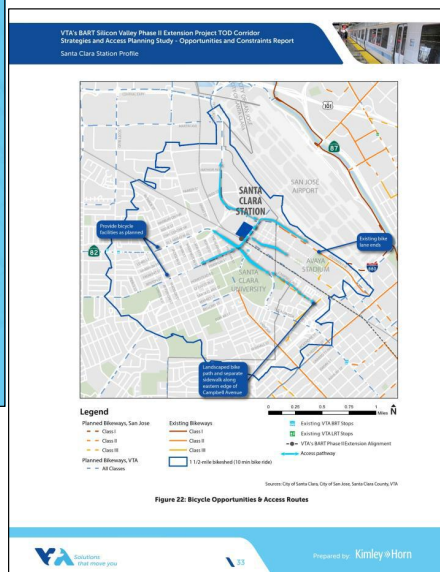 VTA's BART Silicon Valley Phase II Extension Project TOD Corridor
Strategies and Access Planning Study - Opportunities and Constraints Report
Santa Clara Station Profile
101
87
SAN JOSE
AIRPORT
SANTA
CLARA
STATION
Provide bicycle
facilities as planned
Existing bike
lane ends
82
AVAYA
STADIUM
880
SANTA
CLARA
UNIVERSITY
Landscaped bike
path and separate
sidewalk along
eastern edge of
Campbell Avenue
Legend
0 0.25 0.5 0.75 1
Miles N
Planned Bikeways, San Jose
Class I
Class II
Class III
Planned Bikeways, VTA
All Classes
Existing Bikeways
Class I
Class II
Class III
1 1/2-mile bikeshed (10 min bike ride)
Existing VTA BRT Stops
Existing VTA LRT Stops
VTA's BART Phase II Extension Alignment
Access pathway
Sources: City of Santa Clara, City of San Jose, Santa Clara County, VTA
Figure 22: Bicycle Opportunities & Access Routes
VTA
Solutions
that move you
33
Prepared by: Kimley»Horn